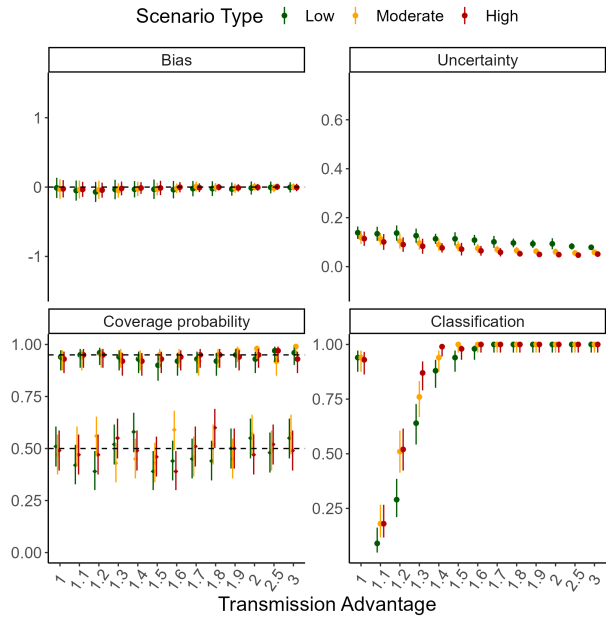 Scenario Type Low Moderate High
Bias Uncertainty
1
0
-1
0.6
0.4
0.2
0.0
Coverage probability Classification
1.00
0.75
0.50
0.25
0.00
1.00
0.75
0.50
0.25
1 1.1 1.2 1.3 1.4 1.5 1.6 1.7 1.8 1.9 2 2.5 3
1 1.1 1.2 1.3 1.4 1.5 1.6 1.7 1.8 1.9 2 2.5 3
Transmission Advantage